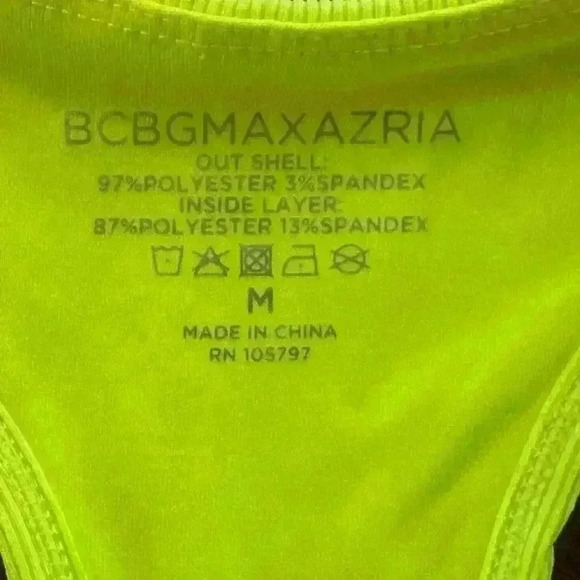 BCBGMAXAZRIA
OUT SHELL:
97%POLYESTER 3%SPANDEX
INSIDE LAYER:
87%POLYESTER 13%SPANDEX
M
MADE IN CHINA
RN 105797